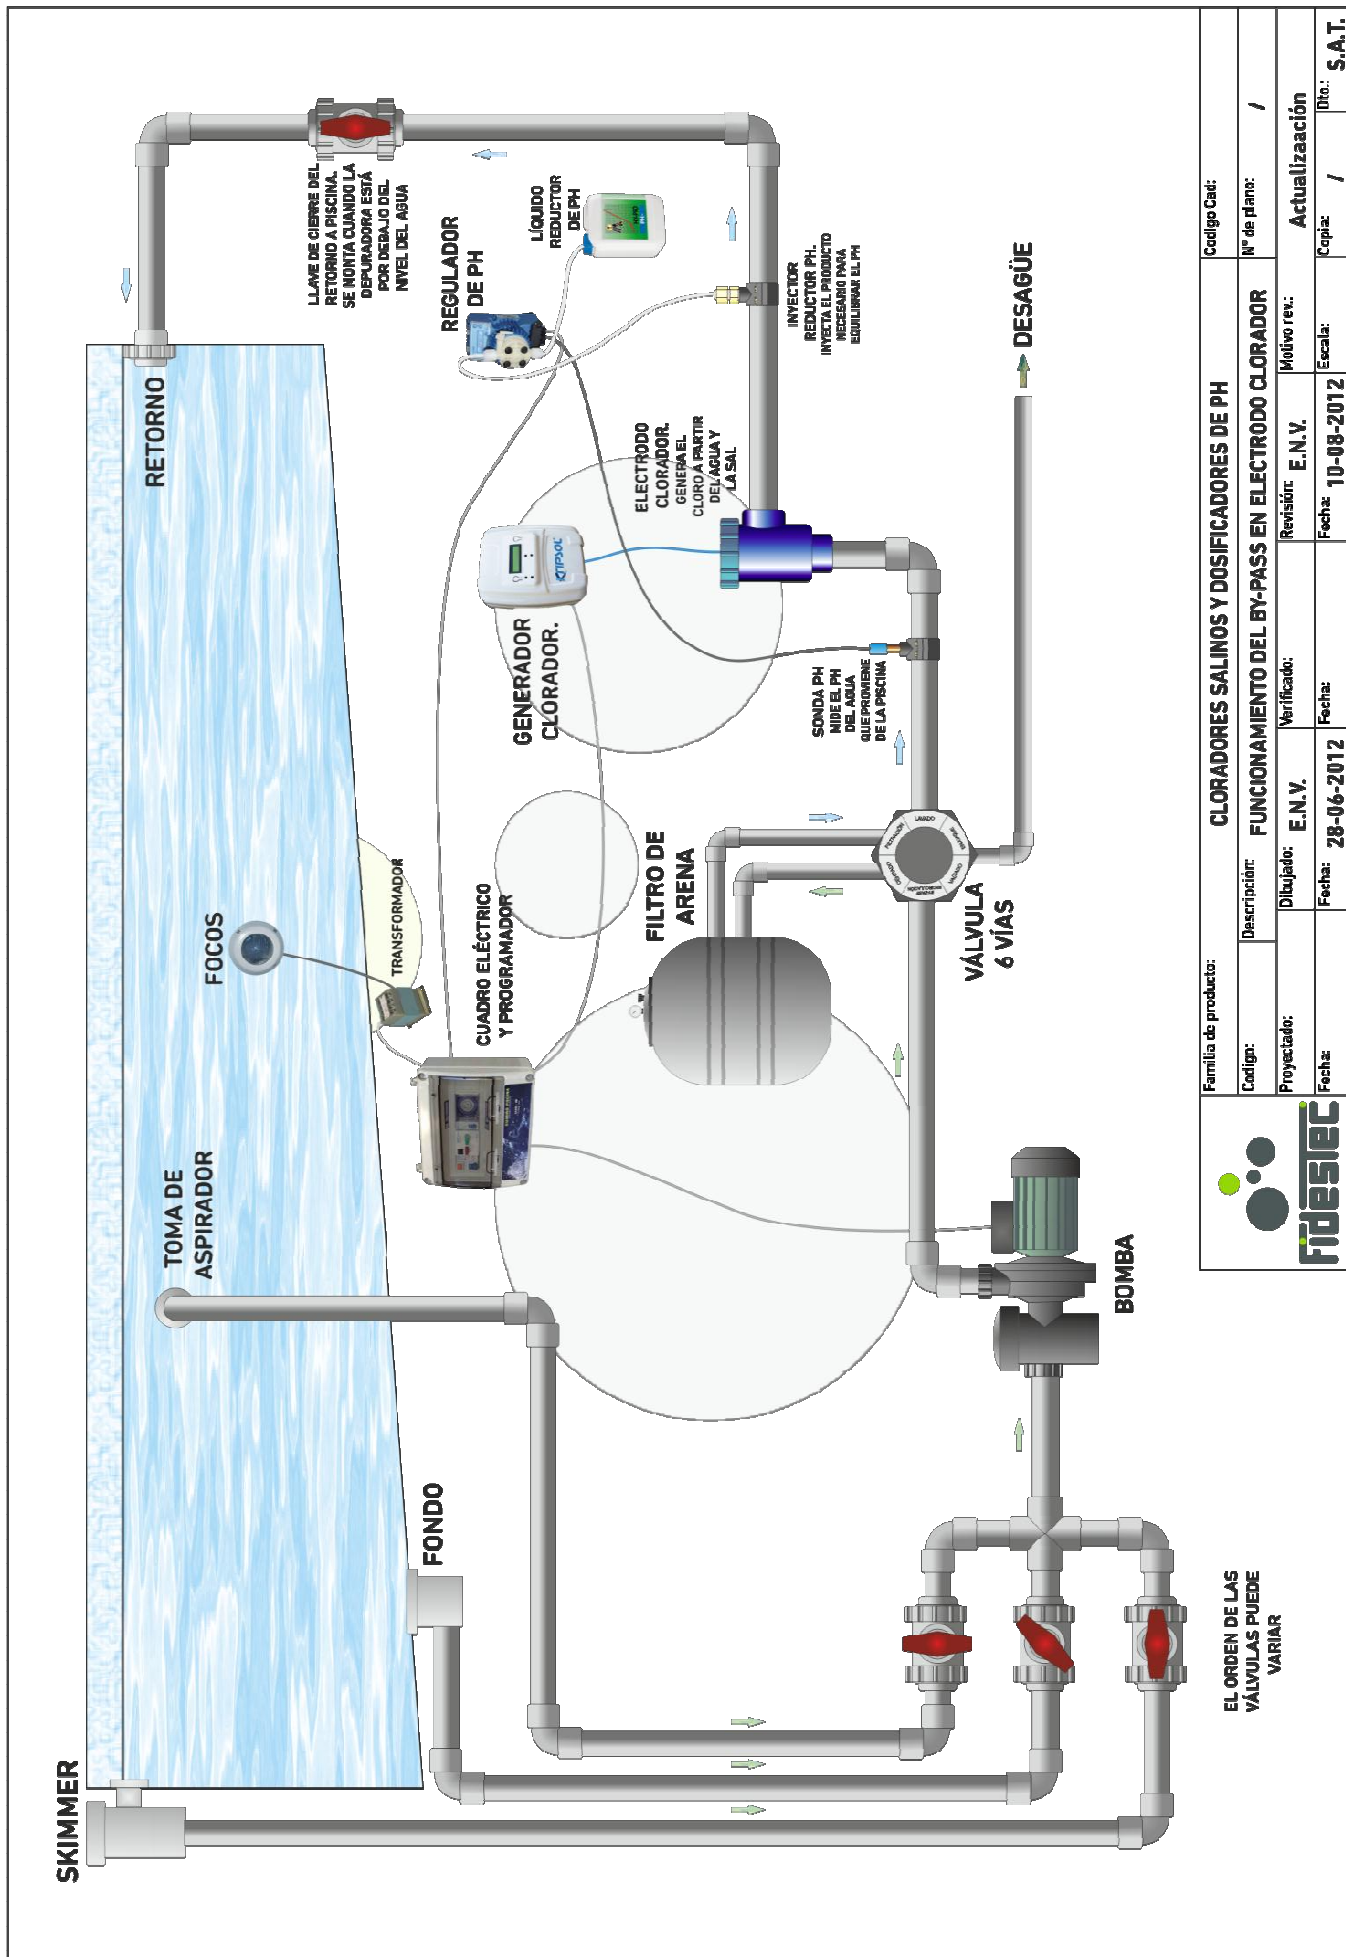 SKIMMER
FONDO
TOMA DE
ASPIRADOR
FOCOS
TRANSFORMADOR
CUADRO ELÉCTRICO
Y PROGRAMADOR
RETORNO
LLAVE DE CIERRE DEL
RETORNO A PISCINA.
SE MONTA CUANDO LA
DEPURADORA ESTÁ
POR DEBAJO DEL
NIVEL DEL AGUA
REGULADOR
DE PH
LÍQUIDO
REDUCTOR
DE PH
GENERADOR
CLORADOR.
ELECTRODO
CLORADOR.
GENERA EL
CLORO A PARTIR
DEL AGUA Y
LA SAL
INYECTOR
REDUCTOR PH.
INYECTA EL PRODUCTO
NECESARIO PARA
EQUILIBRAR EL PH
SONDA PH
MIDE EL PH
DEL AGUA
QUE PROVIENE
DE LA PISCINA
FILTRO DE
ARENA
VÁLVULA
6 VÍAS
FILTRACIÓN
LAVADO
DESAGÜE
BOMBA
EL ORDEN DE LAS
VÁLVULAS PUEDE
VARIAR
fidestec
Familia de producto: CLORADORES SALINOS Y DOSIFICADORES DE PH
Codigo Cad:
Codigo:
Descripción: FUNCIONAMIENTO DEL BY-PASS EN ELECTRODO CLORADOR
Nº de plano: /
Proyectado:
Dibujado: E.N.V.
Verificado:
Revisión: E.N.V.
Motivo rev.: Actualizaación
Fecha:
Fecha: 28-06-2012
Fecha:
Fecha: 10-08-2012
Escala:
Copia: /
Dto.: S.A.T.